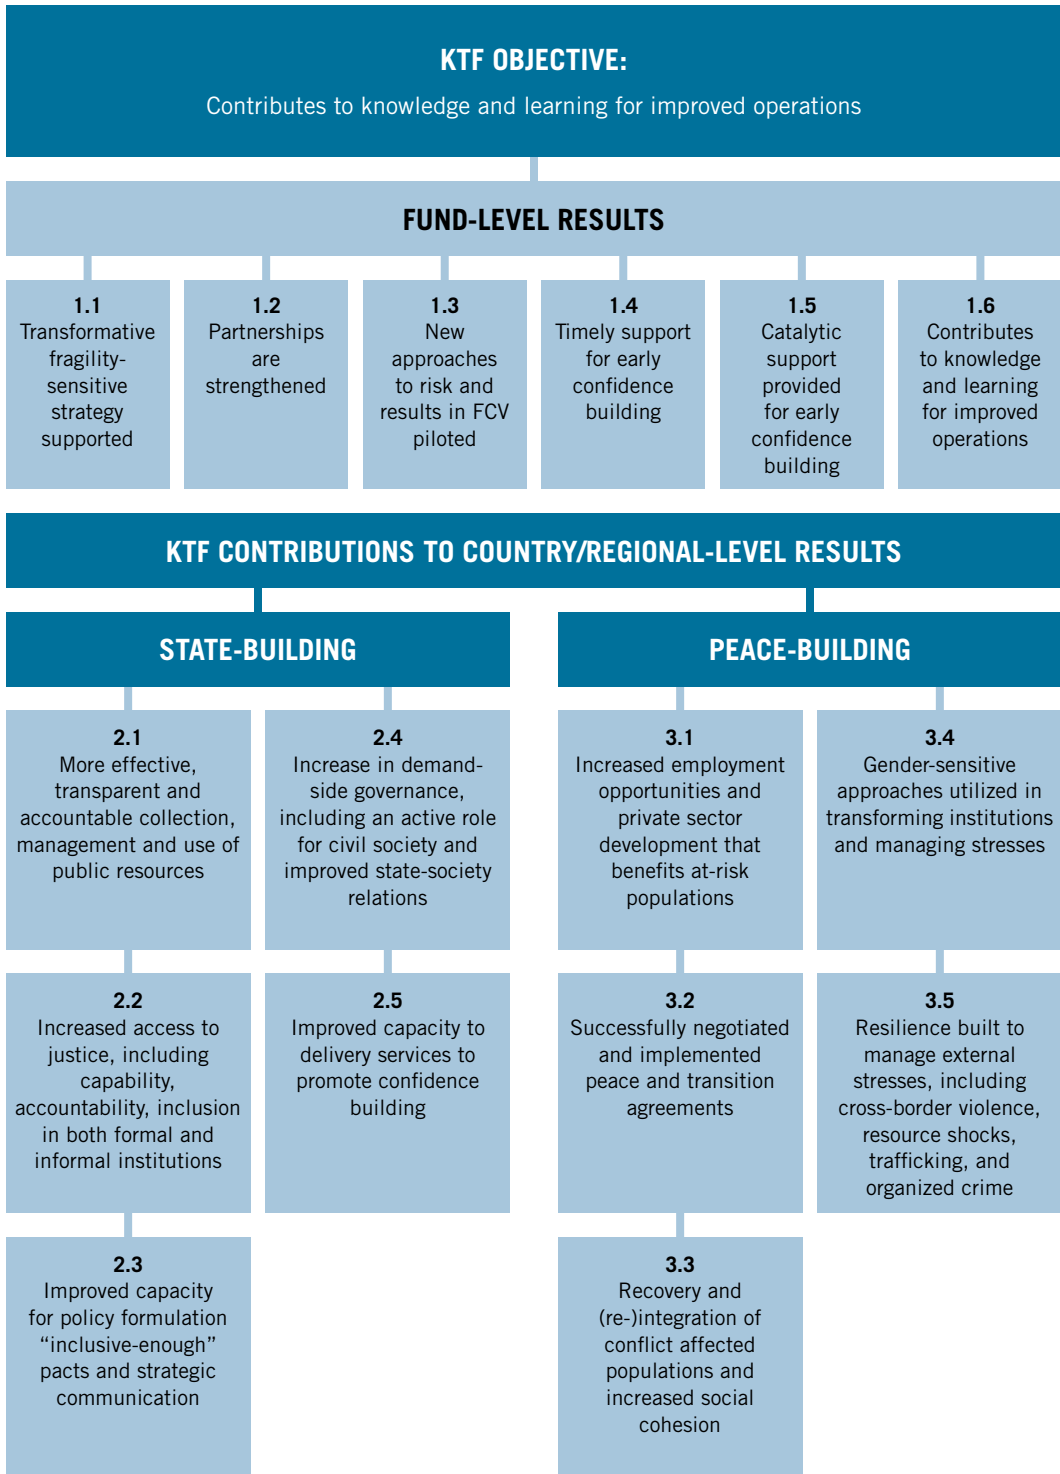 KTF OBJECTIVE:
Contributes to knowledge and learning for improved operations
FUND-LEVEL RESULTS
1.1
Transformative
fragility-
sensitive
strategy
supported
1.2
Partnerships
are
strengthened
1.3
New
approaches
to risk and
results in FCV
piloted
1.4
Timely support
for early
confidence
building
1.5
Catalytic
support
provided
for early
confidence
building
1.6
Contributes
to knowledge
and learning
for improved
operations
KTF CONTRIBUTIONS TO COUNTRY/REGIONAL-LEVEL RESULTS
STATE-BUILDING
2.1
More effective,
transparent and
accountable collection,
management and use of
public resources
2.2
Increased access to
justice, including
capability,
accountability, inclusion
in both formal and
informal institutions
2.3
Improved capacity
for policy formulation
“inclusive-enough”
pacts and strategic
communication
2.4
Increase in demand-
side governance,
including an active role
for civil society and
improved state-society
relations
2.5
Improved capacity to
delivery services to
promote confidence
building
PEACE-BUILDING
3.1
Increased employment
opportunities and
private sector
development that
benefits at-risk
populations
3.2
Successfully negotiated
and implemented
peace and transition
agreements
3.3
Recovery and
(re-)integration of
conflict affected
populations and
increased social
cohesion
3.4
Gender-sensitive
approaches utilized in
transforming institutions
and managing stresses
3.5
Resilience built to
manage external
stresses, including
cross-border violence,
resource shocks,
trafficking, and
organized crime